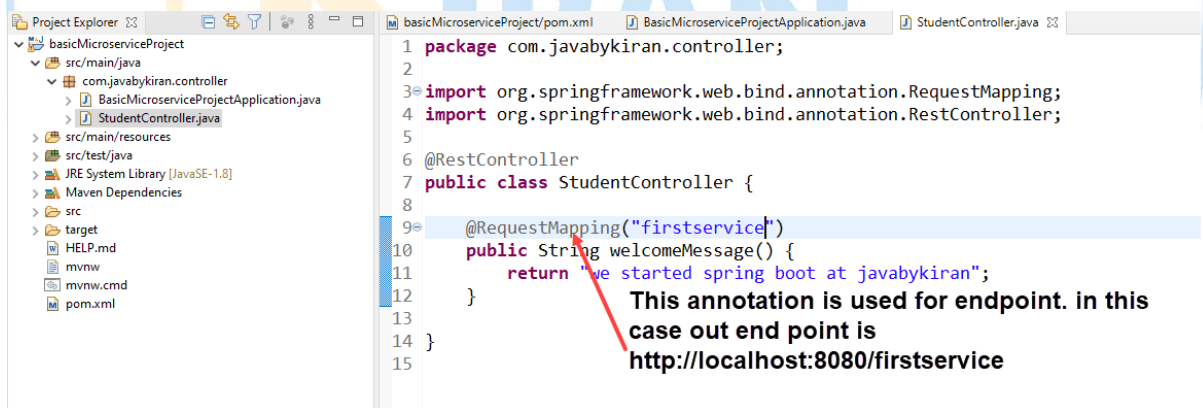 Project Explorer
basicMicroserviceProject
src/main/java
com.javabykiran.controller
BasicMicroserviceProjectApplication.java
StudentController.java
src/main/resources
src/test/java
JRE System Library [JavaSE-1.8]
Maven Dependencies
src
target
HELP.md
mvnw
mvnw.cmd
pom.xml
basicMicroserviceProject/pom.xml BasicMicroserviceProjectApplication.java StudentController.java
1 package com.javabykiran.controller;
2
3 import org.springframework.web.bind.annotation.RequestMapping;
4 import org.springframework.web.bind.annotation.RestController;
5
6 @RestController
7 public class StudentController {
8
9 @RequestMapping("firstservice")
10 public String welcomeMessage() {
11 return "we started spring boot at javabykiran";
12 }
13
14 }
15
This annotation is used for endpoint. in this
case out end point is
http://localhost:8080/firstservice